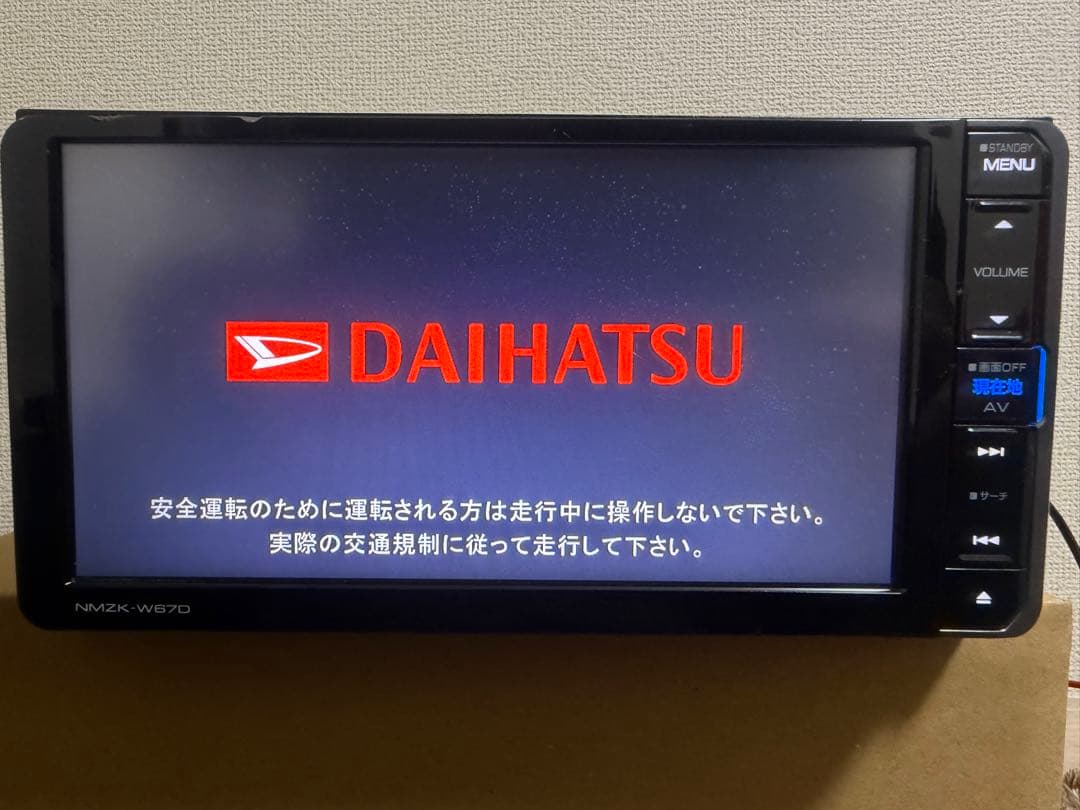 DAIHATSU
安全運転のために運転される方は走行中に操作しないで下さい。
実際の交通規制に従って走行して下さい。
NMZK-W67D
STANDBY
MENU
VOLUME
画面OFF
現在地
AV
サーチ